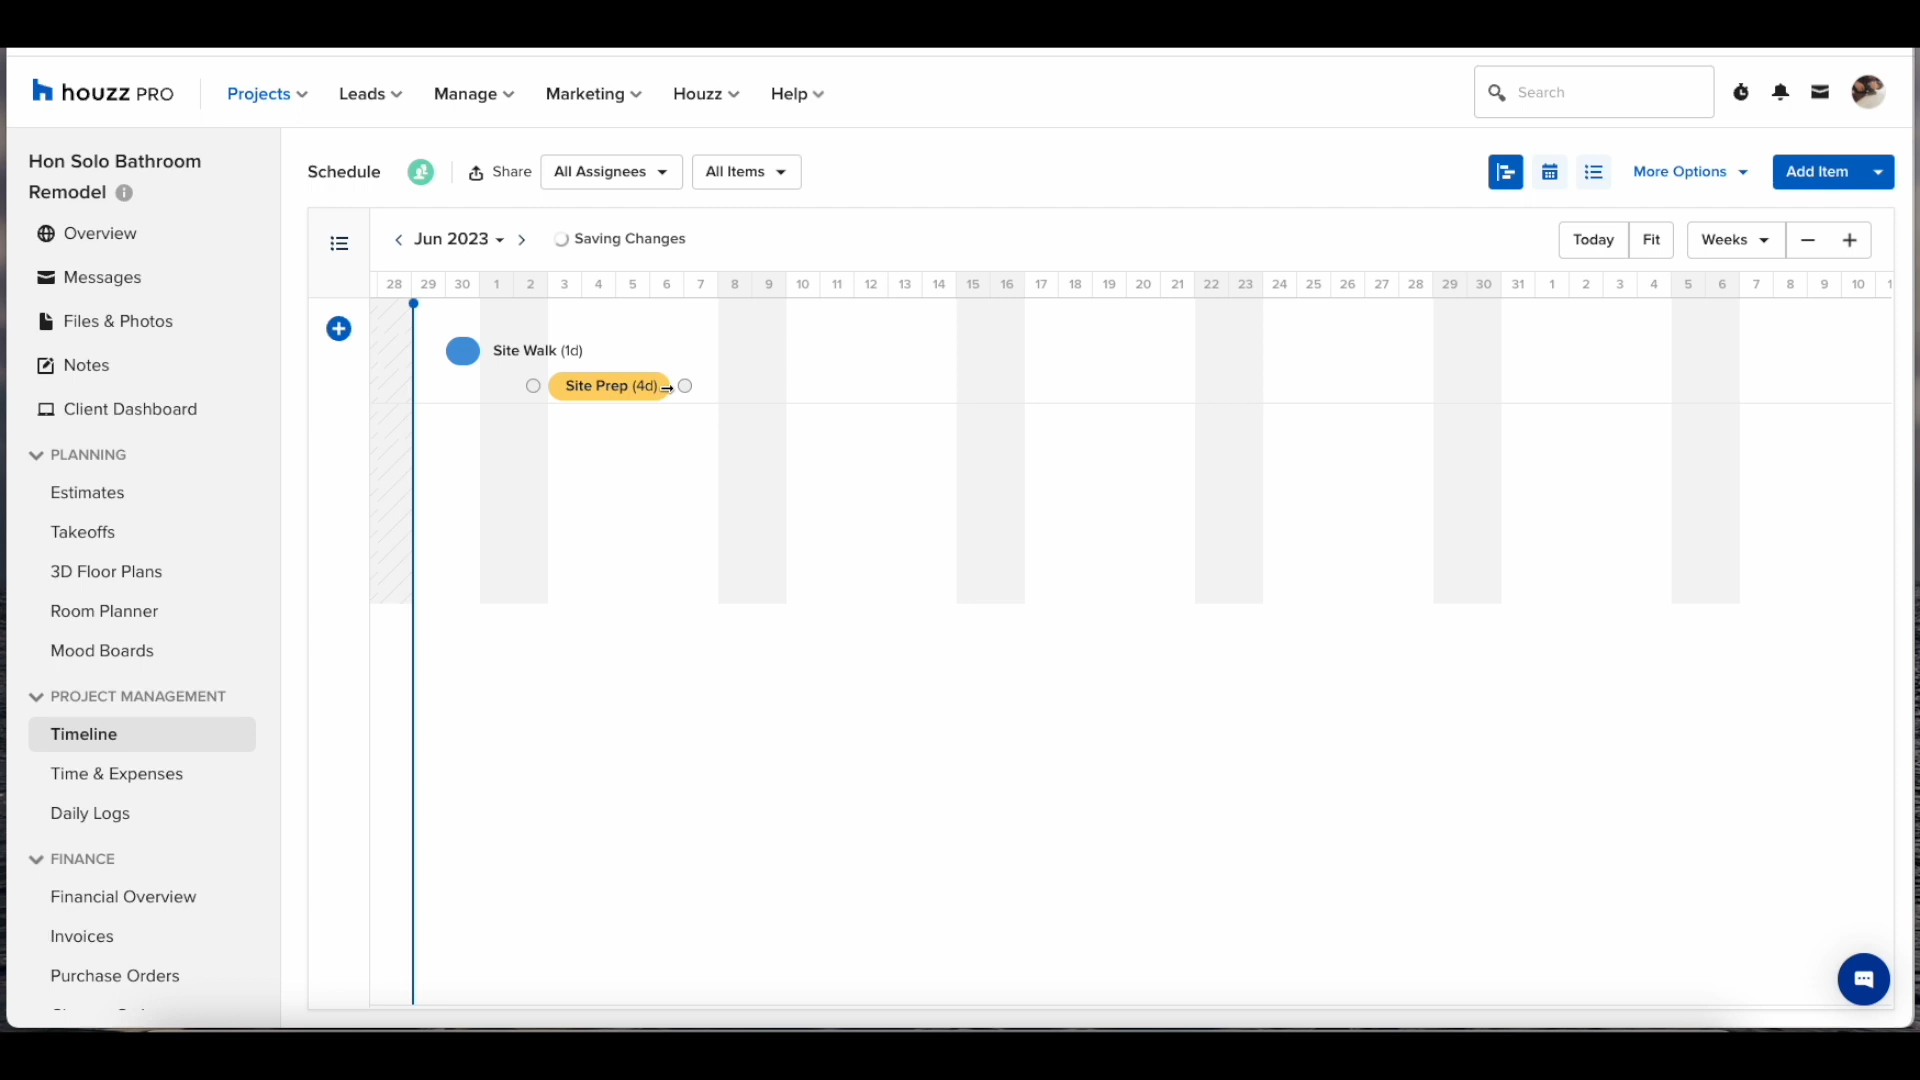 houzz PRO
Projects
Leads
Manage
Marketing
Houzz
Help
Search
Hon Solo Bathroom
Remodel
Overview
Messages
Files & Photos
Notes
Client Dashboard
PLANNING
Estimates
Takeoffs
3D Floor Plans
Room Planner
Mood Boards
PROJECT MANAGEMENT
Timeline
Time & Expenses
Daily Logs
FINANCE
Financial Overview
Invoices
Purchase Orders
Schedule
Share
All Assignees
All Items
More Options
Add Item
Jun 2023
Saving Changes
Today
Fit
Weeks
28 29 30 1 2 3 4 5 6 7 8 9 10 11 12 13 14 15 16 17 18 19 20 21 22 23 24 25 26 27 28 29 30 31 1 2 3 4 5 6 7 8 9 10 1
Site Walk (1d)
Site Prep (4d)